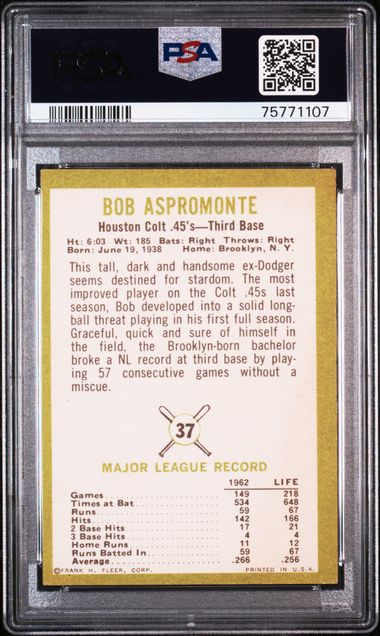 PSA
PSA
75771107
BOB ASPROMONTE
Houston Colt .45's—Third Base
Ht: 6:03 Wt: 185 Bats: Right Throws: Right
Born: June 19, 1938 Home: Brooklyn, N. Y.
This tall, dark and handsome ex-Dodger
seems destined for stardom. The most
improved player on the Colt .45s last
season, Bob developed into a solid long-
ball threat playing in his first full season.
Graceful, quick and sure of himself in
the field, the Brooklyn-born bachelor
broke a NL record at third base by play-
ing 57 consecutive games without a
miscue.
37
MAJOR LEAGUE RECORD
1962 LIFE
Games 149 218
Times at Bat 534 648
Runs 59 67
Hits 142 166
2 Base Hits 17 21
3 Base Hits 4 4
Home Runs 11 12
Runs Batted In 59 67
Average .266 .256
©FRANK H. FLEER, CORP. PRINTED IN U.S.A.